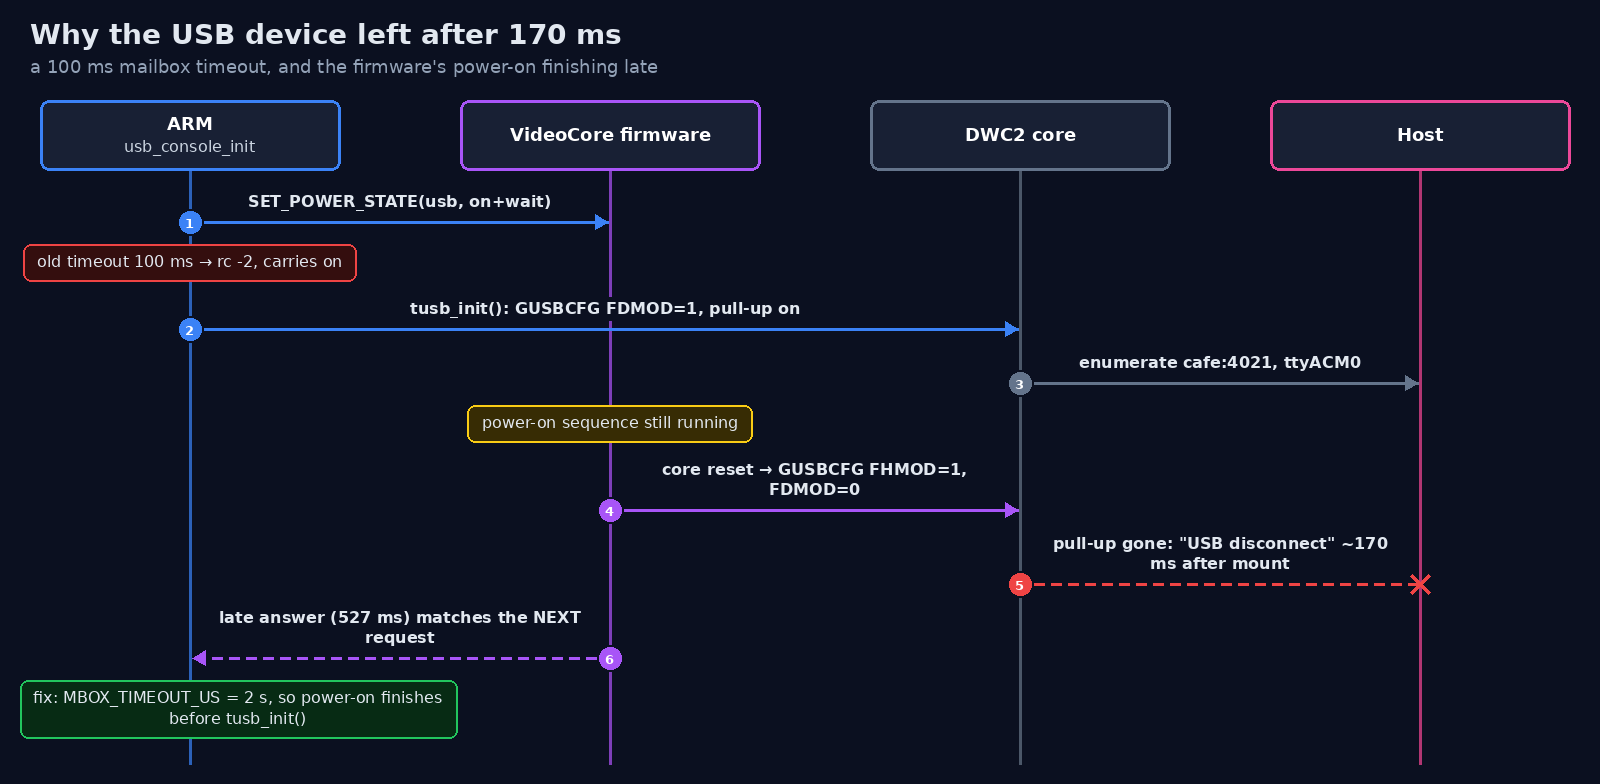 Why the USB device left after 170 ms
a 100 ms mailbox timeout, and the firmware's power-on finishing late
ARM
usb_console_init
VideoCore firmware
DWC2 core
Host
SET_POWER_STATE(usb, on+wait)
1
old timeout 100 ms → rc -2, carries on
tusb_init(): GUSBCFG FDMOD=1, pull-up on
2
enumerate cafe:4021, ttyACM0
3
power-on sequence still running
core reset → GUSBCFG FHMOD=1,
FDMOD=0
4
pull-up gone: "USB disconnect" ~170
ms after mount
5
late answer (527 ms) matches the NEXT
request
6
fix: MBOX_TIMEOUT_US = 2 s, so power-on finishes
before tusb_init()